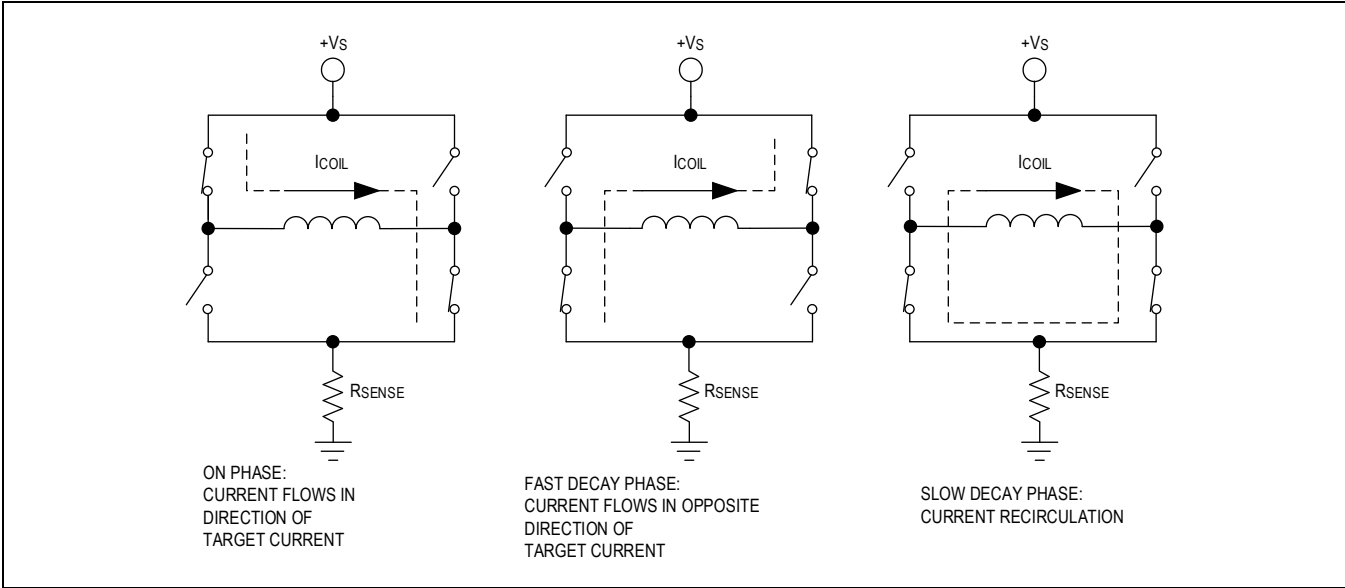 +VS
ICOIL
RSENSE
ON PHASE:
CURRENT FLOWS IN
DIRECTION OF
TARGET CURRENT
+VS
ICOIL
RSENSE
FAST DECAY PHASE:
CURRENT FLOWS IN OPPOSITE
DIRECTION OF
TARGET CURRENT
+VS
ICOIL
RSENSE
SLOW DECAY PHASE:
CURRENT RECIRCULATION